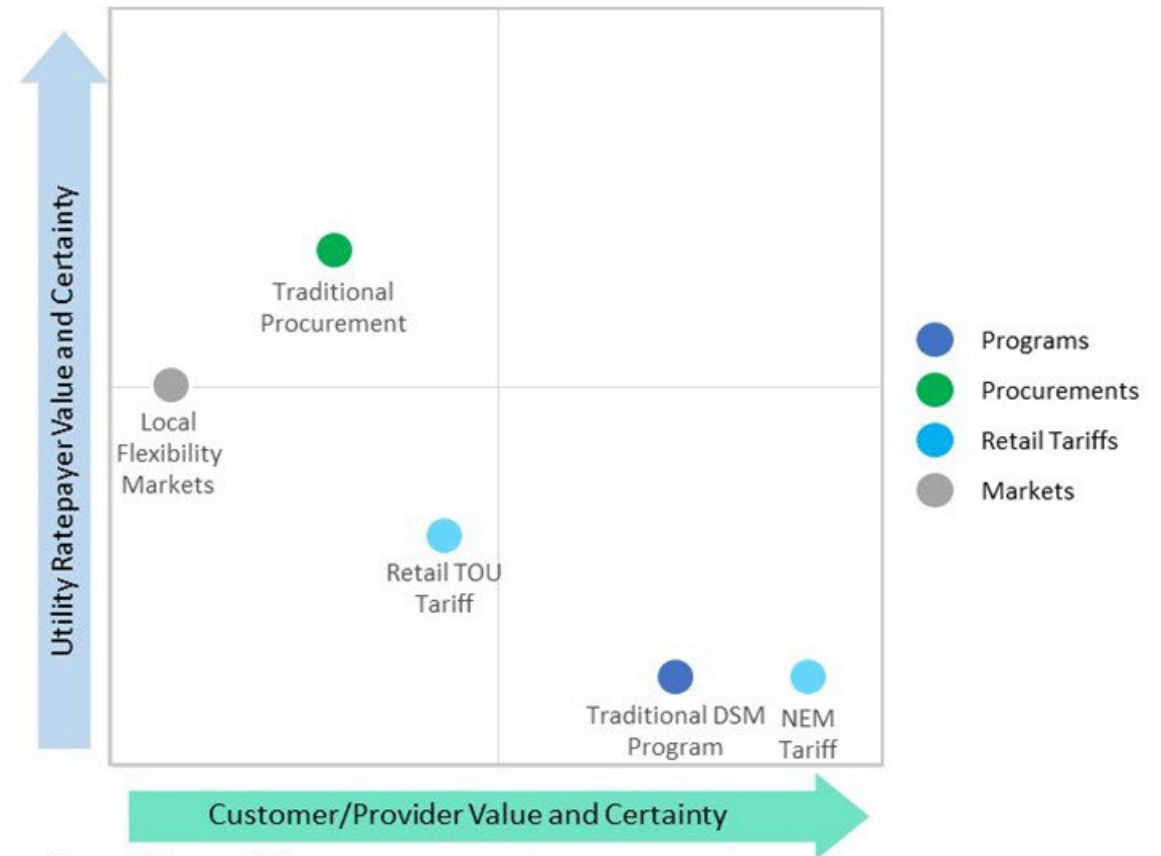 Utility Ratepayer Value and Certainty
Traditional
Procurement
Local
Flexibility
Markets
Retail TOU
Tariff
Traditional DSM
Program
NEM
Tariff
Customer/Provider Value and Certainty
Programs
Procurements
Retail Tariffs
Markets